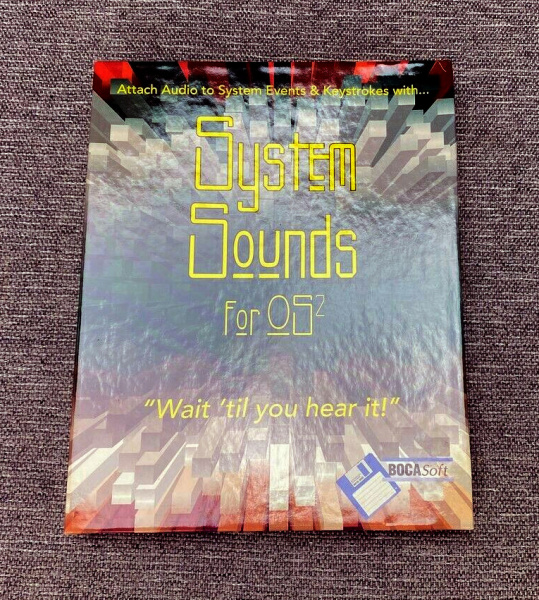 Attach Audio to System Events & Keystrokes with...
System
Sounds
For OS2
“Wait ’til you hear it!”
BOCASoft